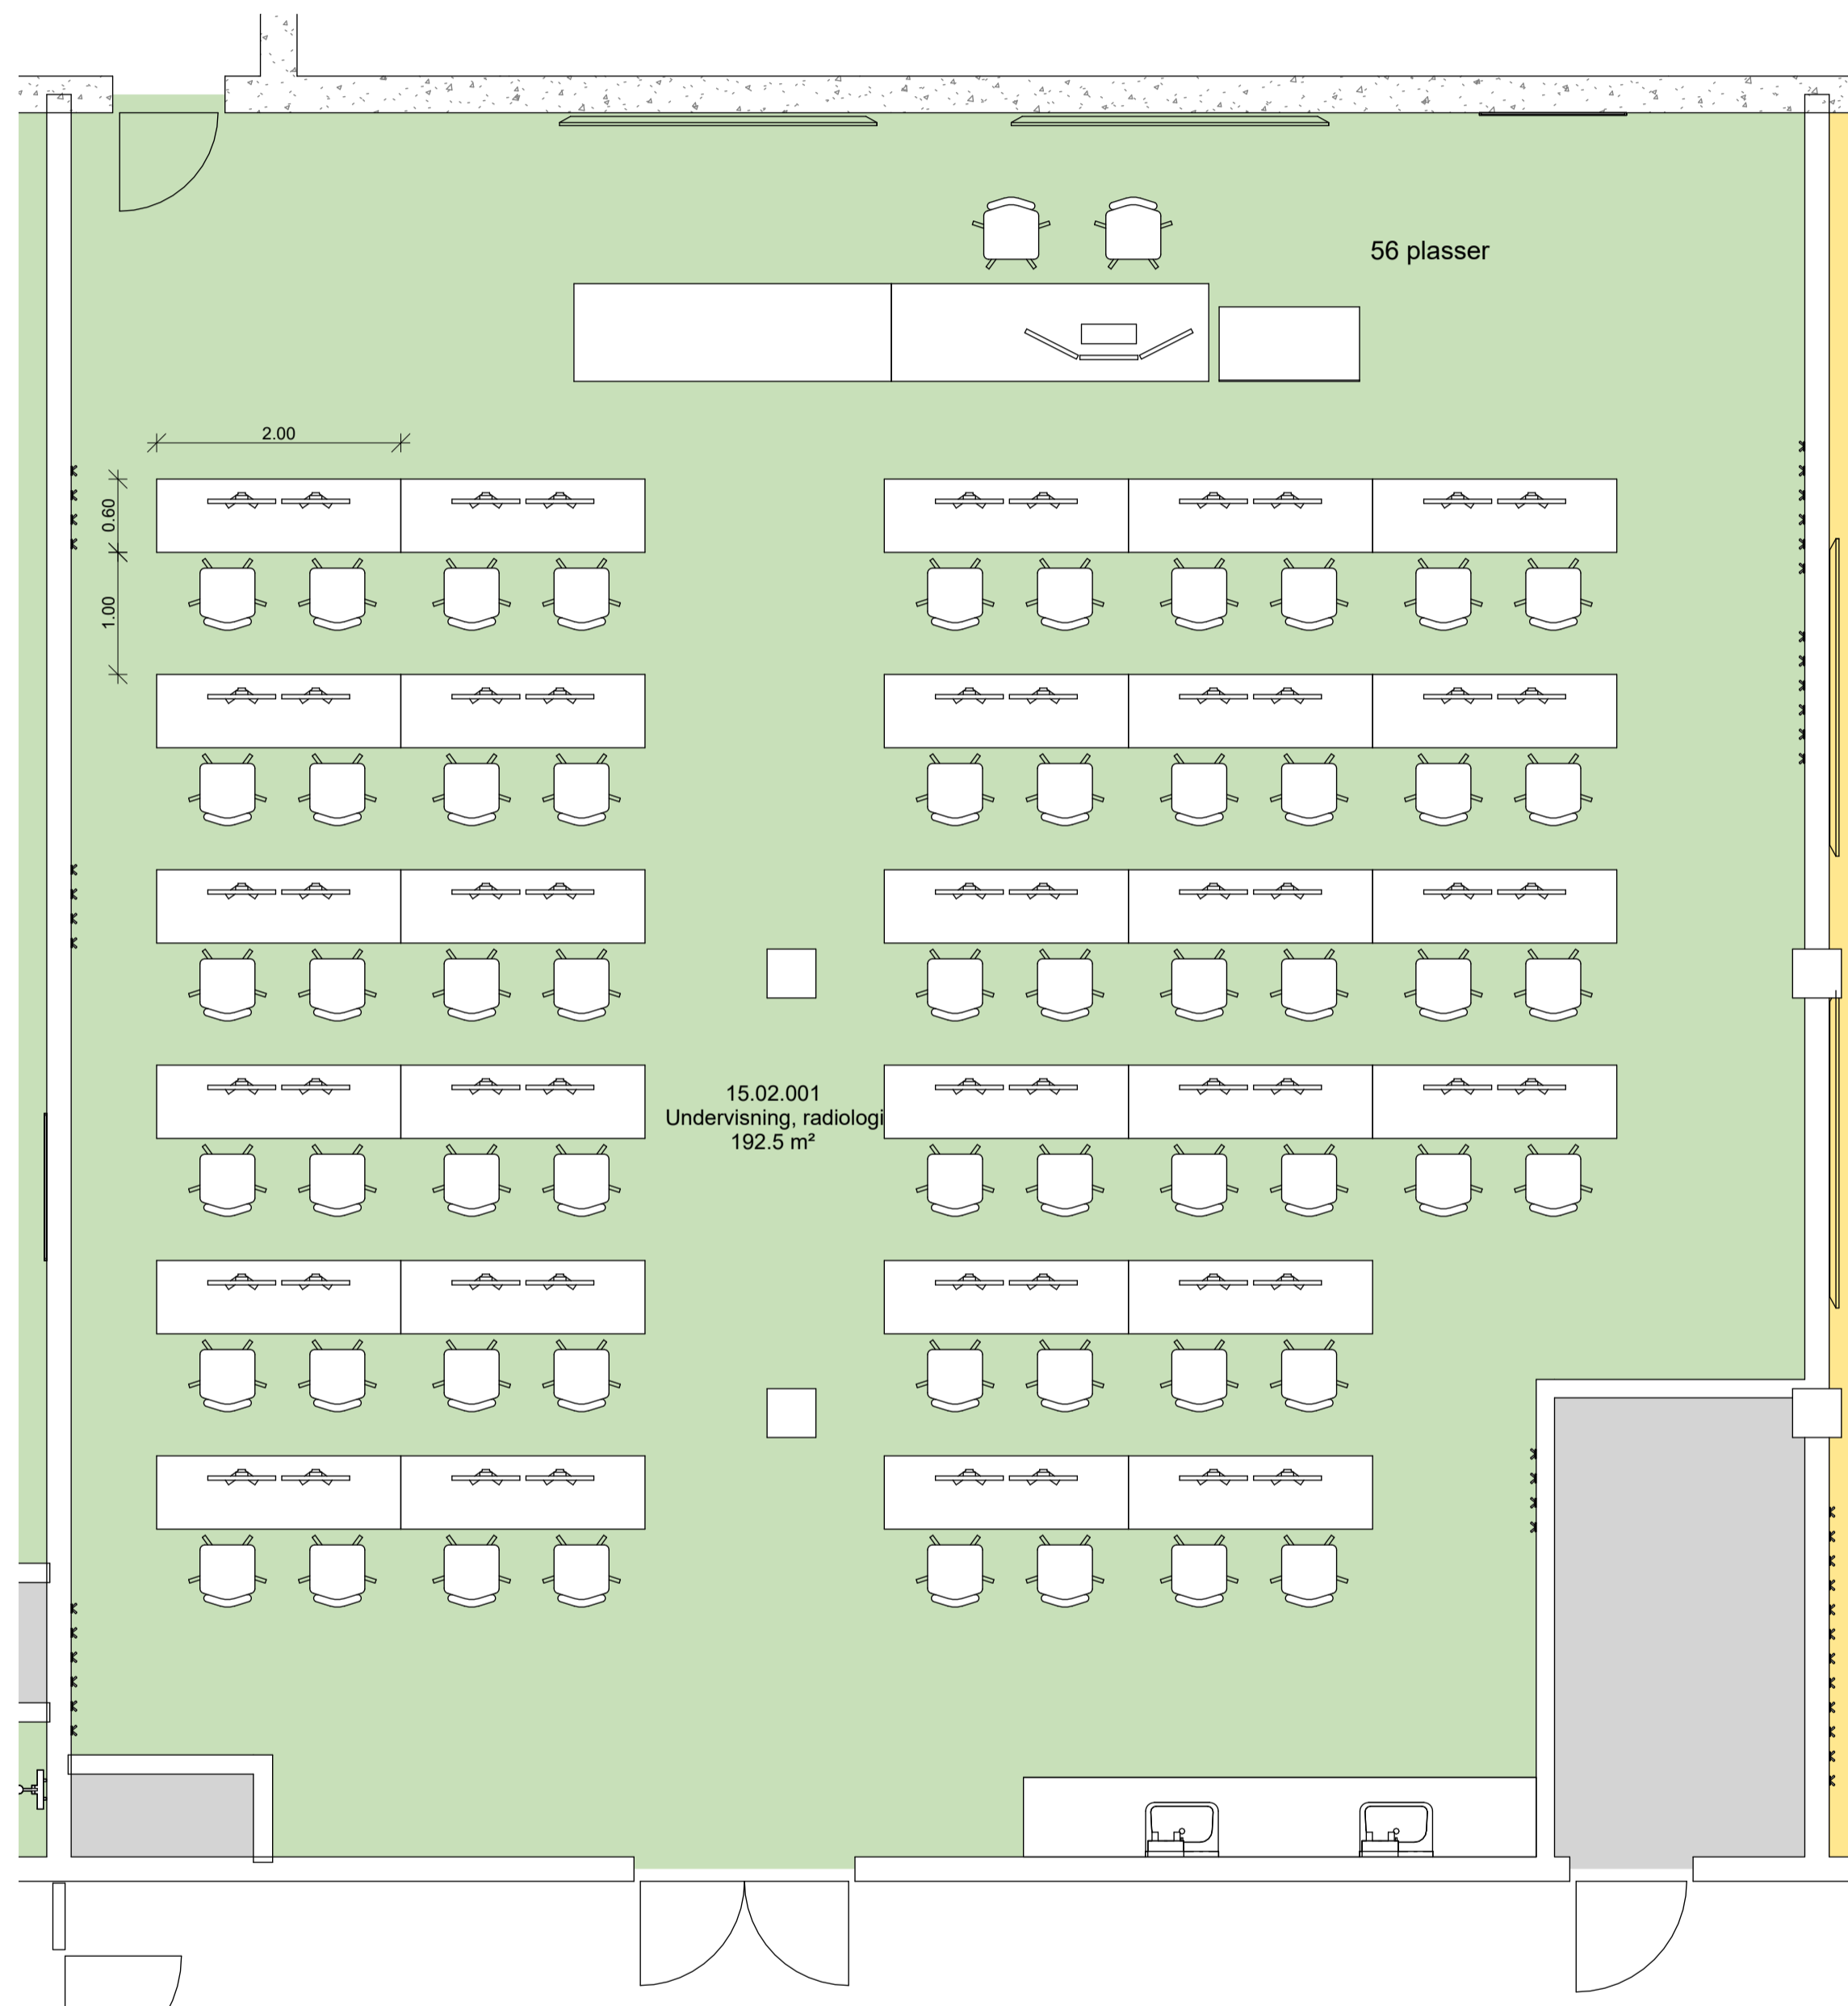 56 plasser
2.00
0.60
1.00
15.02.001
Undervisning, radiologi
192.5 m²